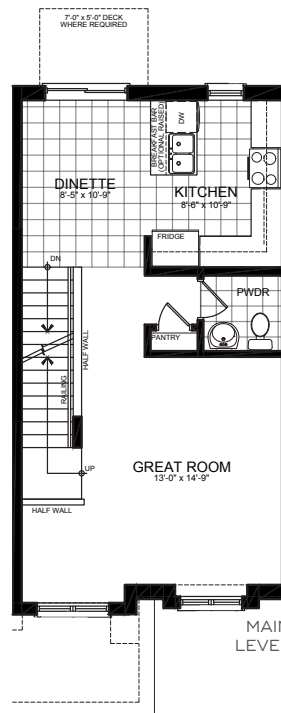 7'-0" x 5'-0" DECK
WHERE REQUIRED
BREAKFAST BAR
(OPTIONAL RAISED)
DW
DINETTE
8'-5" x 10'-9"
KITCHEN
8'-6" x 10'-9"
FRIDGE
DN
PWDR
PANTRY
HALF WALL
RAILING
UP
GREAT ROOM
13'-0" x 14'-9"
HALF WALL
MAI
LEVE